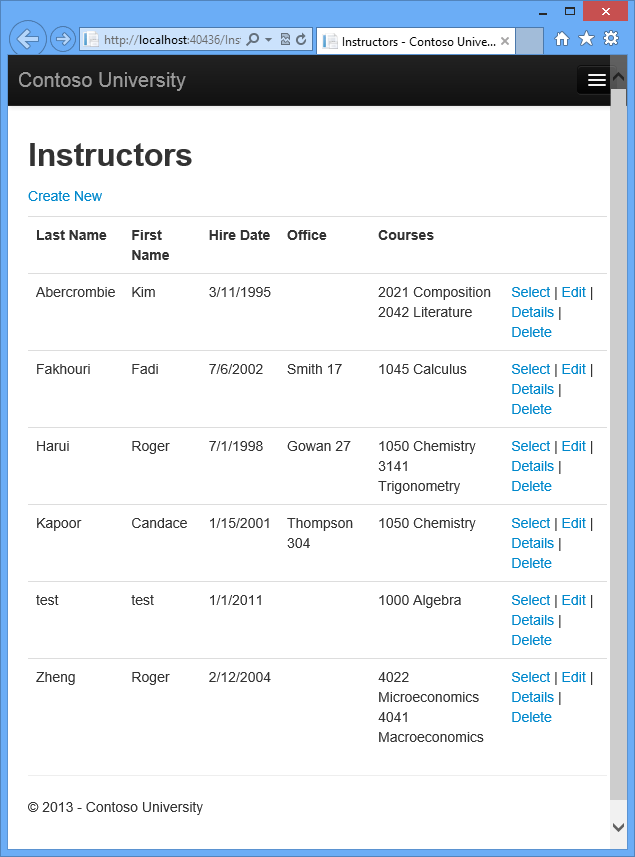 http://localhost:40436/Ins
Instructors - Contoso Unive...
Contoso University
Instructors
Create New
Last Name First Name Hire Date Office Courses
Abercrombie Kim 3/11/1995 2021 Composition Select | Edit |
2042 Literature Details |
Delete
Fakhouri Fadi 7/6/2002 Smith 17 1045 Calculus Select | Edit |
Details |
Delete
Harui Roger 7/1/1998 Gowan 27 1050 Chemistry Select | Edit |
3141 Details |
Trigonometry Delete
Kapoor Candace 1/15/2001 Thompson 1050 Chemistry Select | Edit |
304 Details |
Delete
test test 1/1/2011 1000 Algebra Select | Edit |
Details |
Delete
Zheng Roger 2/12/2004 4022 Select | Edit |
Microeconomics Details |
4041 Delete
Macroeconomics
© 2013 - Contoso University